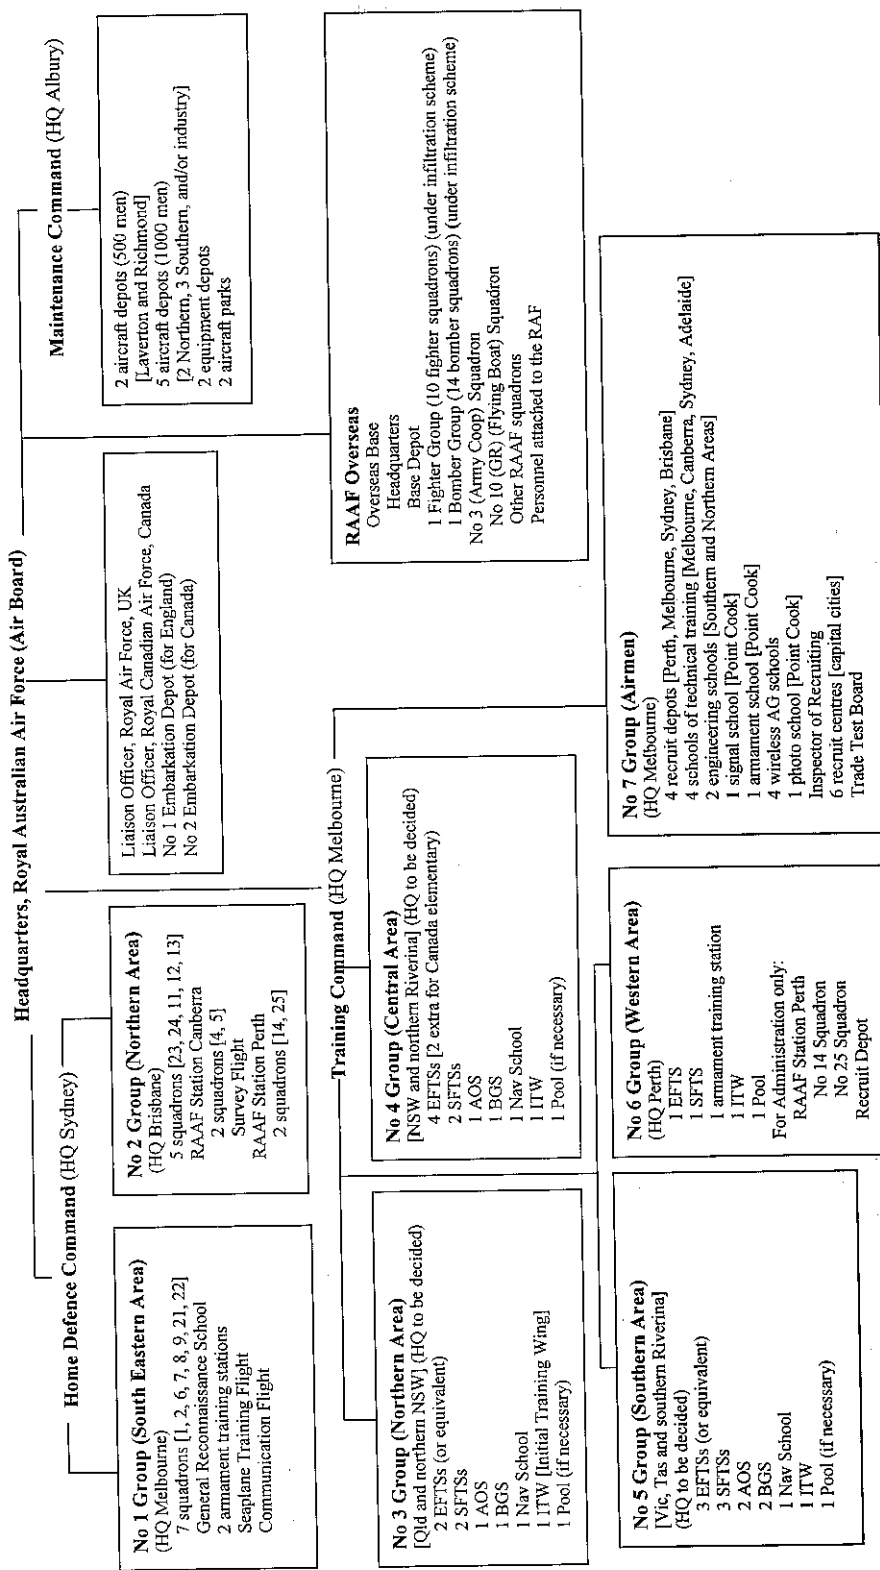 Headquarters, Royal Australian Air Force (Air Board)
Home Defence Command (HQ Sydney)
No 1 Group (South Eastern Area)
(HQ Melbourne)
7 squadrons [1, 2, 6, 7, 8, 9, 21, 22]
General Reconnaissance School
2 armament training stations
Seaplane Training Flight
Communication Flight
No 2 Group (Northern Area)
(HQ Brisbane)
5 squadrons [23, 24, 11, 12, 13]
RAAF Station Canberra
2 squadrons [4, 5]
Survey Flight
RAAF Station Perth
2 squadrons [14, 25]
Liaison Officer, Royal Air Force, UK
Liaison Officer, Royal Canadian Air Force, Canada
No 1 Embarkation Depot (for England)
No 2 Embarkation Depot (for Canada)
Maintenance Command (HQ Albury)
2 aircraft depots (500 men)
[Laverton and Richmond]
5 aircraft depots (1000 men)
[2 Northern, 3 Southern, and/or industry]
2 equipment depots
2 aircraft parks
RAAF Overseas
Overseas Base
Headquarters
Base Depot
1 Fighter Group (10 fighter squadrons) (under infiltration scheme)
1 Bomber Group (14 bomber squadrons) (under infiltration scheme)
No 3 (Army Coop) Squadron
No 10 (GR) (Flying Boat) Squadron
Other RAAF squadrons
Personnel attached to the RAF
Training Command (HQ Melbourne)
No 3 Group (Northern Area)
[Qld and northern NSW] (HQ to be decided)
2 EFTSs (or equivalent)
2 SFTSs
1 AOS
1 BGS
1 Nav School
1 ITW [Initial Training Wing]
1 Pool (if necessary)
No 4 Group (Central Area)
[NSW and northern Riverina] (HQ to be decided)
4 EFTSs [2 extra for Canada elementary)
2 SFTSs
1 AOS
1 BGS
1 Nav School
1 ITW
1 Pool (if necessary)
No 5 Group (Southern Area)
[Vic, Tas and southern Riverina]
(HQ to be decided)
3 EFTSs (or equivalent)
3 SFTSs
2 AOS
2 BGS
1 Nav School
1 ITW
1 Pool (if necessary)
No 6 Group (Western Area)
(HQ Perth)
1 EFTS
1 SFTS
1 armament training station
1 ITW
1 Pool
For Administration only:
RAAF Station Perth
No 14 Squadron
No 25 Squadron
Recruit Depot
No 7 Group (Airmen)
(HQ Melbourne)
4 recruit depots [Perth, Melbourne, Sydney, Brisbane]
4 schools of technical training [Melbourne, Canberra, Sydney, Adelaide]
2 engineering schools [Southern and Northern Areas]
1 signal school [Point Cook]
1 armament school [Point Cook]
4 wireless AG schools
1 photo school [Point Cook]
Inspector of Recruiting
6 recruit centres [capital cities]
Trade Test Board